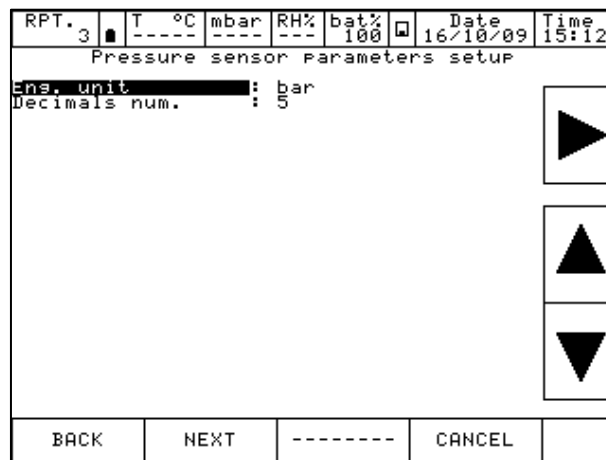 RPT. T °C mbar RH% bat% Date Time
3 ----- ---- --- 100 16/10/09 15:12
Pressure sensor parameters setup
Eng. unit : bar
Decimals num. : 5
BACK NEXT -------- CANCEL